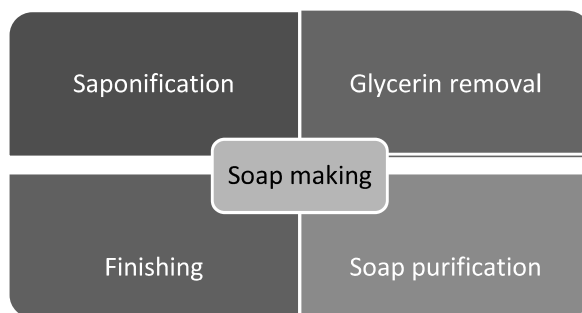 Saponification
Glycerin removal
Soap making
Finishing
Soap purification